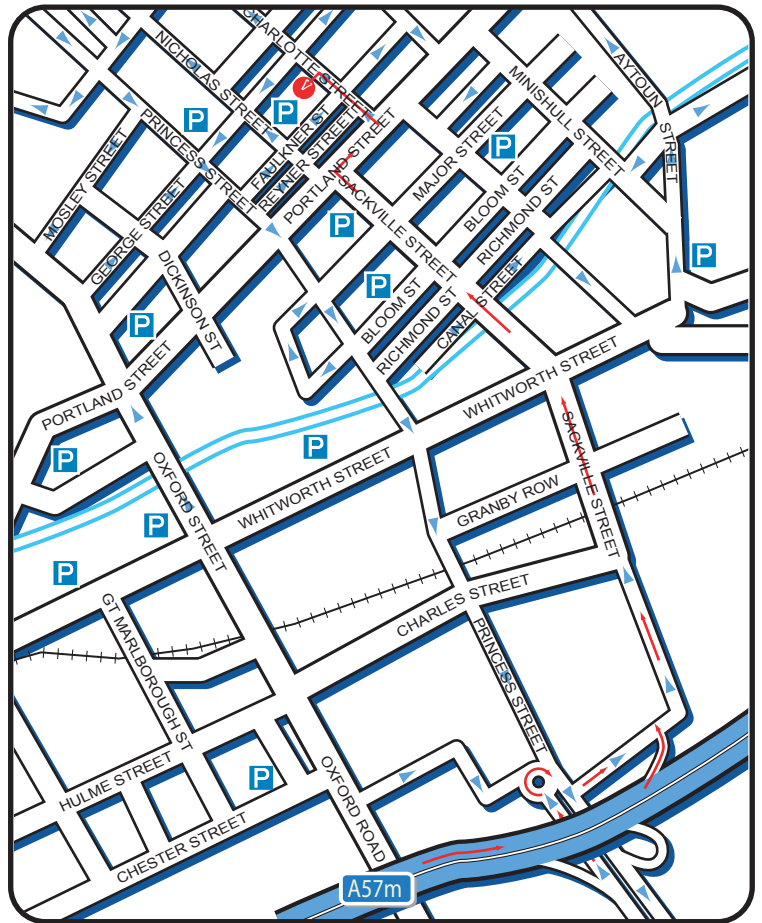 CHARLOTTE STREET
NICHOLAS STREET
AYTOUN STREET
MINISHULL STREET
P
P
PRINCESS STREET
FAULKNER ST
REYNER STREET
PORTLAND STREET
MAJOR STREET
P
MOSLEY STREET
GEORGE STREET
SACKVILLE STREET
BLOOM ST
RICHMOND ST
P
P
DICKINSON ST
P
BLOOM ST
RICHMOND ST
CANAL STREET
P
PORTLAND STREET
WHITWORTH STREET
P
P
OXFORD STREET
WHITWORTH STREET
SACKVILLE STREET
GRANBY ROW
P
P
CHARLES STREET
GT MARLBOROUGH ST
PRINCESS STREET
HULME STREET
P
OXFORD ROAD
CHESTER STREET
A57m